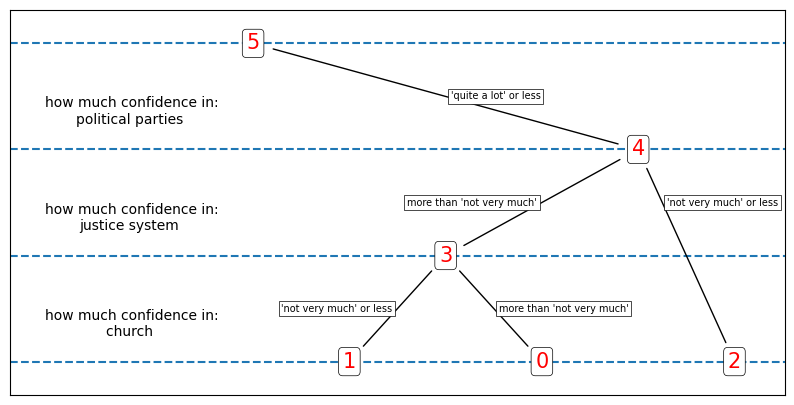 5
'quite a lot' or less
how much confidence in:
political parties
4
more than 'not very much'
'not very much' or less
how much confidence in:
justice system
3
'not very much' or less
more than 'not very much'
how much confidence in:
church
1
0
2